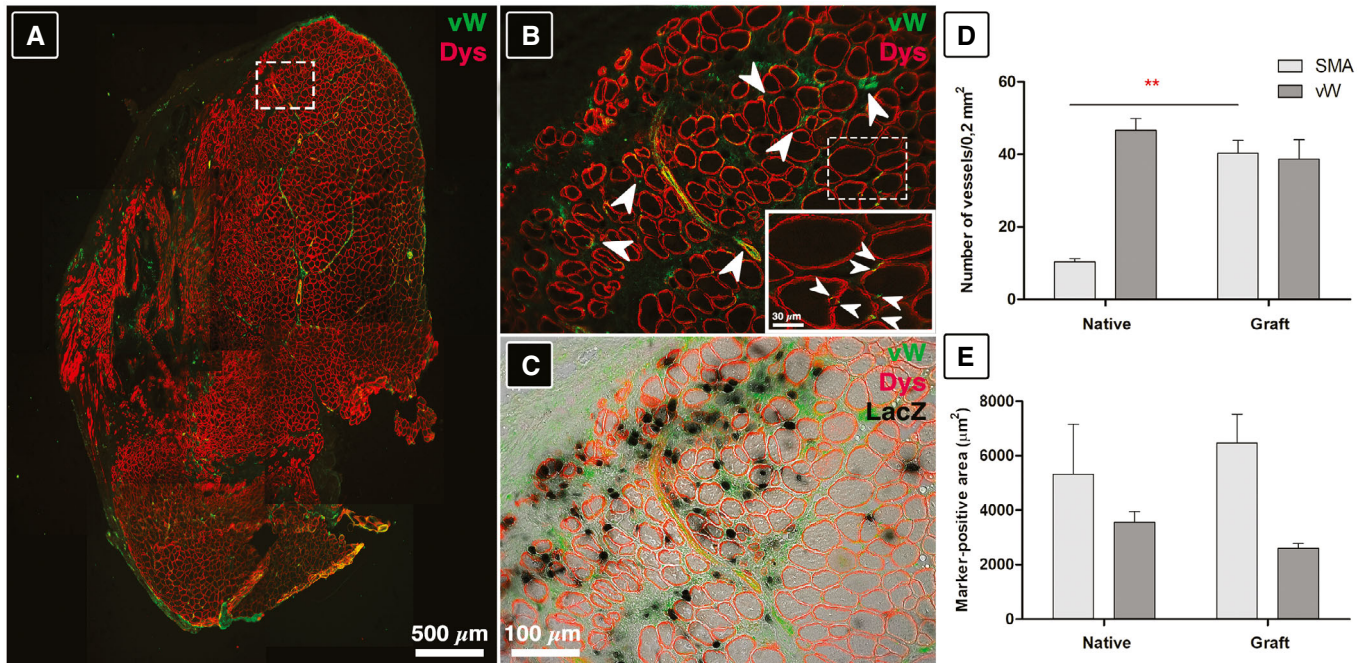 A
vW
Dys
500 µm
B
vW
Dys
30 µm
C
vW
Dys
LacZ
100 µm
D
SMA
vW
**
Number of vessels/0,2 mm²
60
40
20
0
Native
Graft
E
Marker-positive area (µm²)
8000
6000
4000
2000
0
Native
Graft